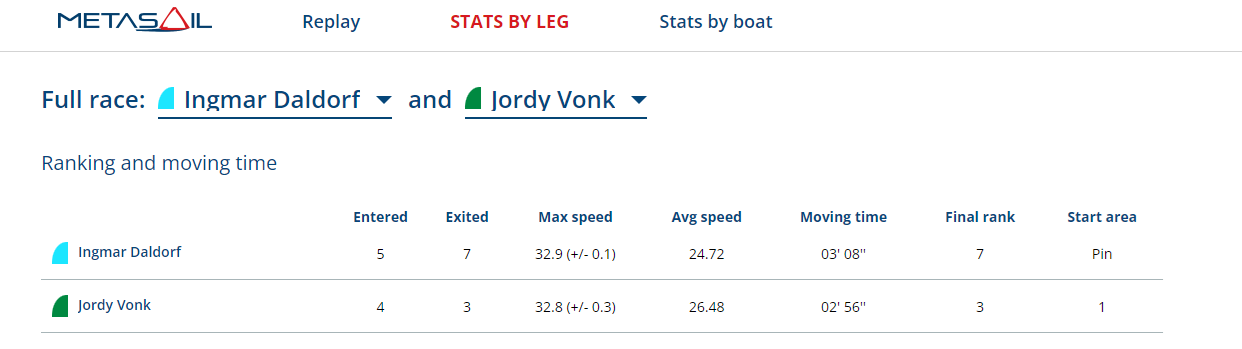 METASAIL Replay STATS BY LEG Stats by boat
Full race: Ingmar Daldorf and Jordy Vonk
Ranking and moving time
Entered Exited Max speed Avg speed Moving time Final rank Start area
Ingmar Daldorf 5 7 32.9 (+/- 0.1) 24.72 03' 08'' 7 Pin
Jordy Vonk 4 3 32.8 (+/- 0.3) 26.48 02' 56'' 3 1